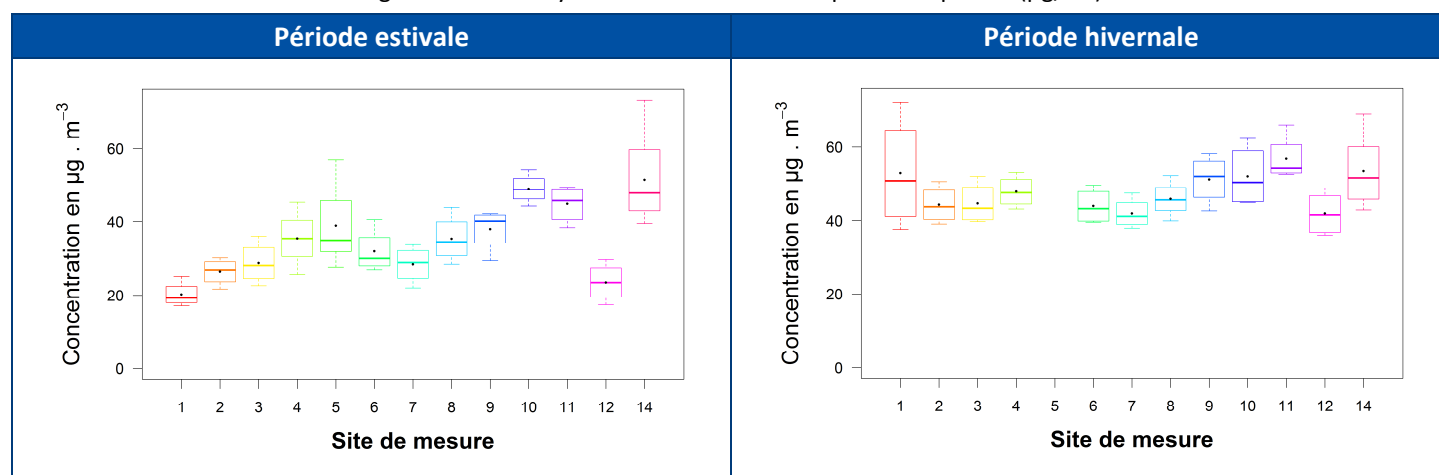 Période estivale
Période hivernale
Concentration en µg . m⁻³
60
40
20
0
1 2 3 4 5 6 7 8 9 10 11 12 14
Site de mesure
Concentration en µg . m⁻³
60
40
20
0
1 2 3 4 5 6 7 8 9 10 11 12 14
Site de mesure